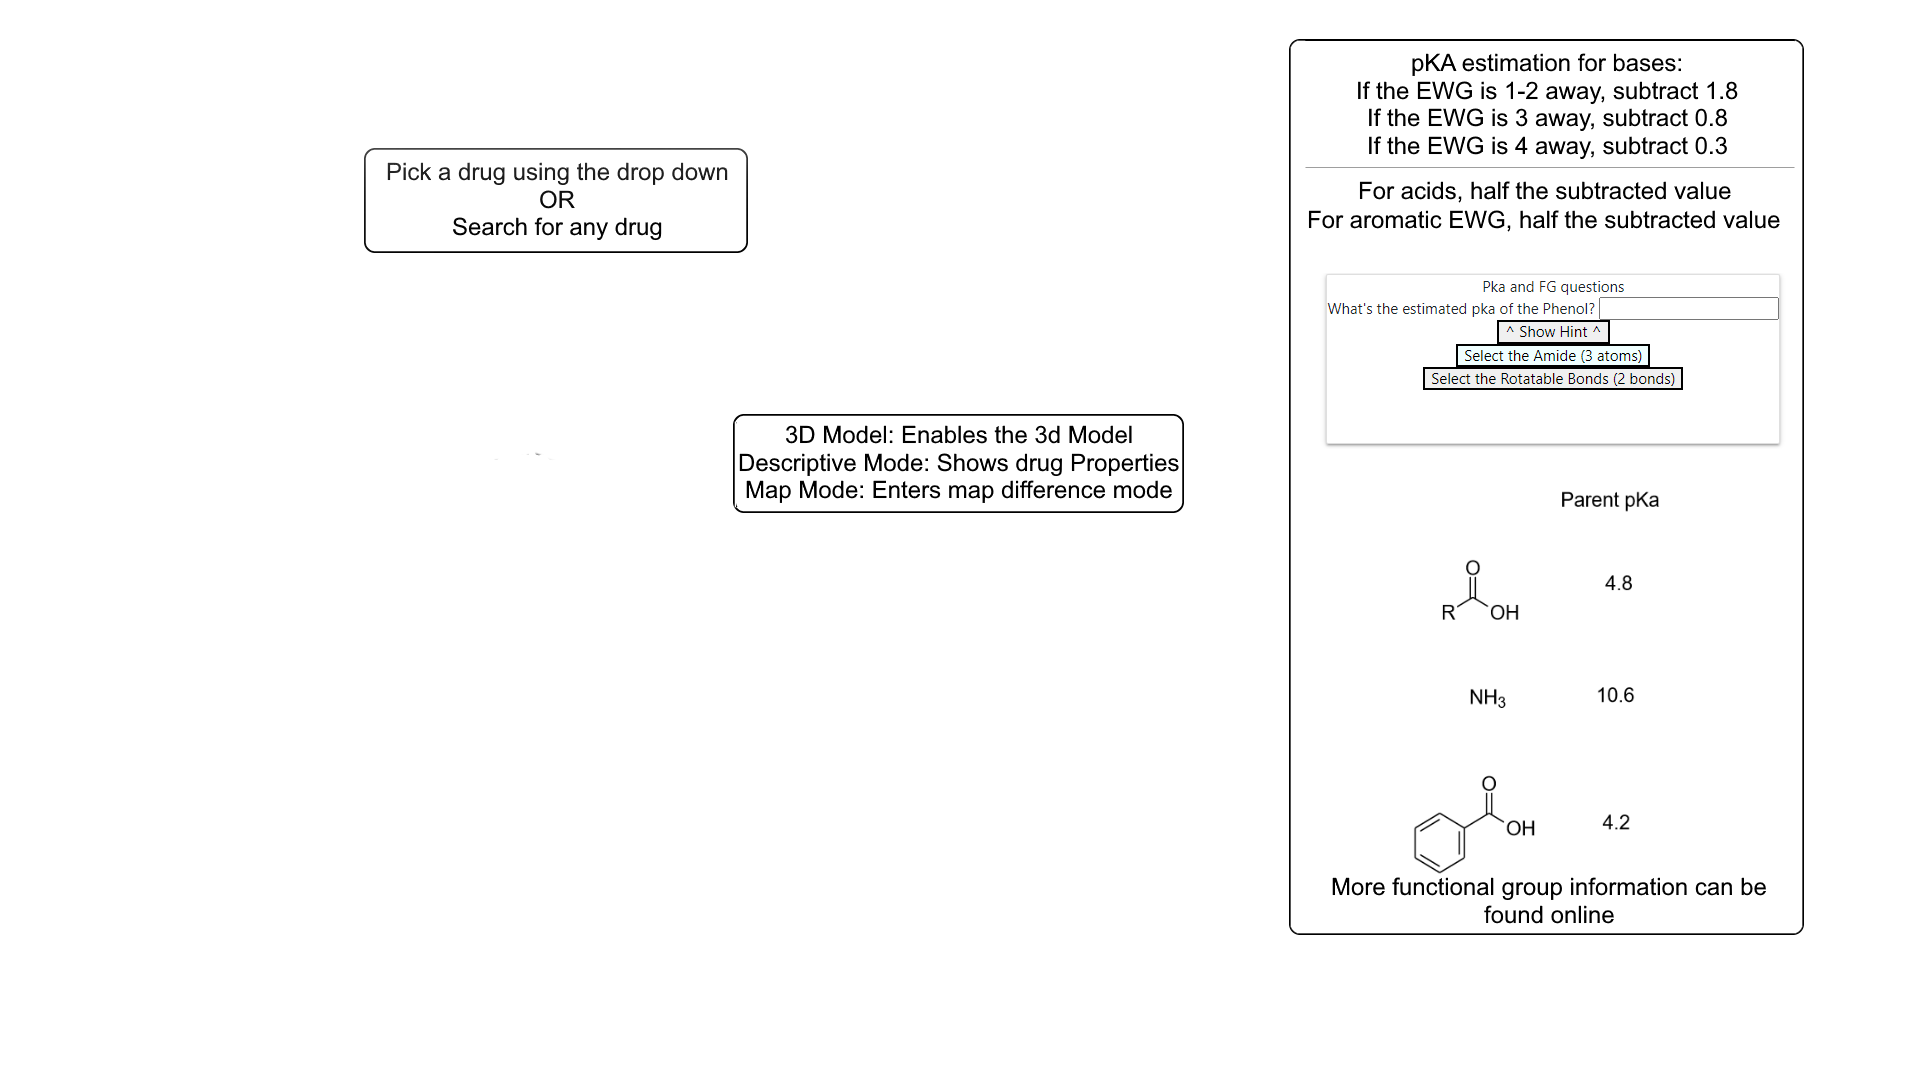 Pick a drug using the drop down
OR
Search for any drug
3D Model: Enables the 3d Model
Descriptive Mode: Shows drug Properties
Map Mode: Enters map difference mode
pKA estimation for bases:
If the EWG is 1-2 away, subtract 1.8
If the EWG is 3 away, subtract 0.8
If the EWG is 4 away, subtract 0.3
For acids, half the subtracted value
For aromatic EWG, half the subtracted value
Pka and FG questions
What's the estimated pka of the Phenol?
^ Show Hint ^
Select the Amide (3 atoms)
Select the Rotatable Bonds (2 bonds)
Parent pKa
O
R OH
4.8
NH3 10.6
O
OH
4.2
More functional group information can be
found online